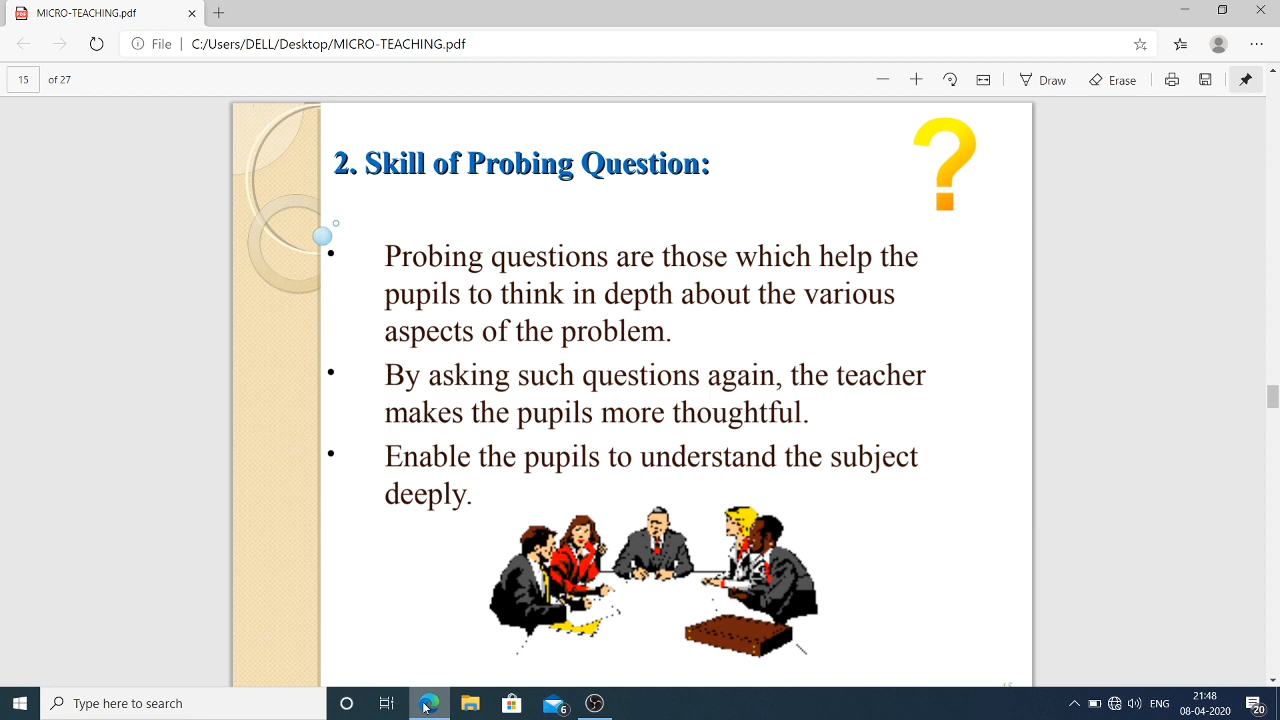 MICRO-TEACHING.pdf
File
C:/Users/DELL/Desktop/MICRO-TEACHING.pdf
15 of 27
Draw
Erase
2. Skill of Probing Question:
?
• Probing questions are those which help the
pupils to think in depth about the various
aspects of the problem.
• By asking such questions again, the teacher
makes the pupils more thoughtful.
• Enable the pupils to understand the subject
deeply.
Type here to search
6
ENG
21:48
08-04-2020
20